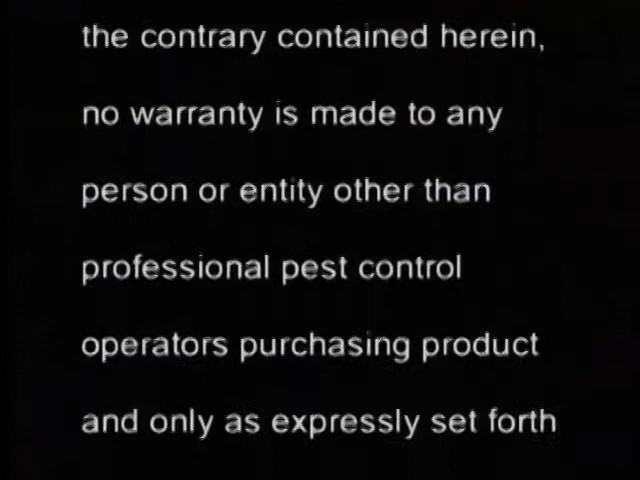 the contrary contained herein,
no warranty is made to any
person or entity other than
professional pest control
operators purchasing product
and only as expressly set forth